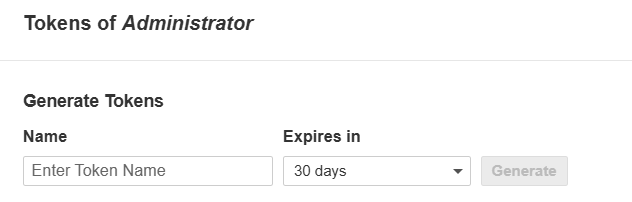 Tokens of Administrator
Generate Tokens
Name Expires in
Enter Token Name 30 days Generate